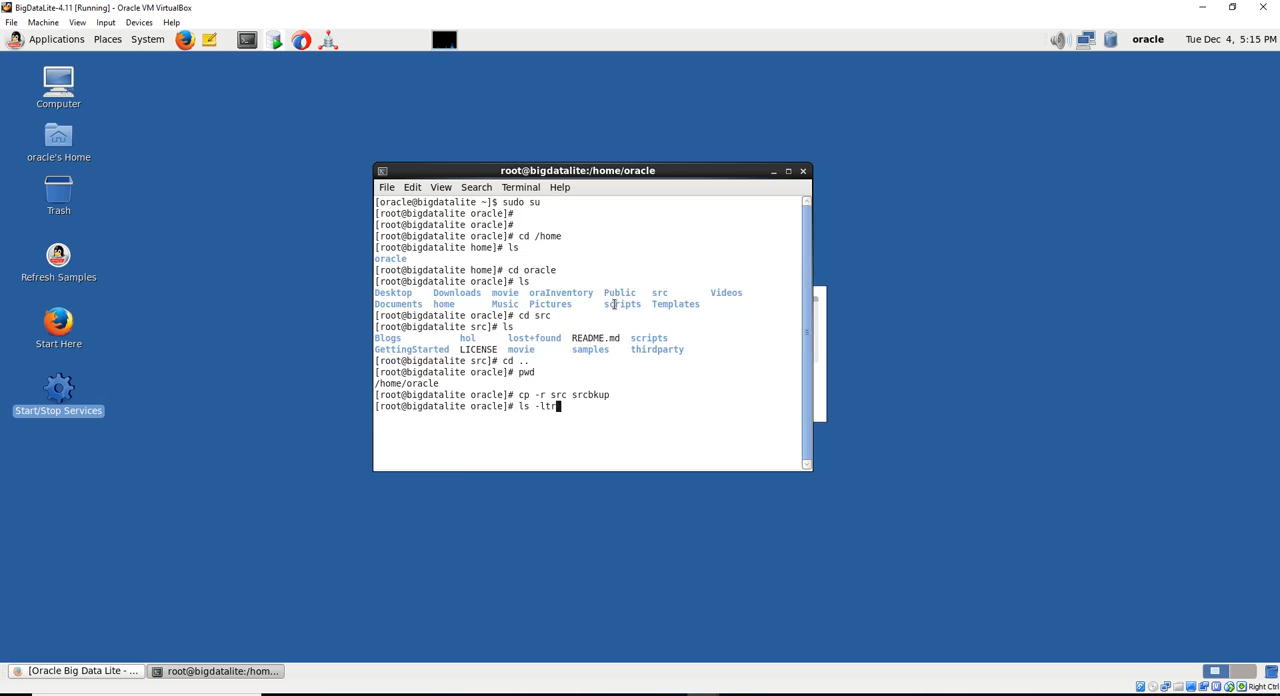 BigDataLite-4.11 [Running] - Oracle VM VirtualBox
File Machine View Input Devices Help
Applications Places System oracle Tue Dec 4, 5:15 PM
Computer
oracle's Home
Trash
Refresh Samples
Start Here
Start/Stop Services
root@bigdatalite:/home/oracle
File Edit View Search Terminal Help
[oracle@bigdatalite ~]$ sudo su
[root@bigdatalite oracle]#
[root@bigdatalite oracle]#
[root@bigdatalite oracle]# cd /home
[root@bigdatalite home]# ls
oracle
[root@bigdatalite home]# cd oracle
[root@bigdatalite oracle]# ls
Desktop Downloads movie oraInventory Public src Videos
Documents home Music Pictures scripts Templates
[root@bigdatalite oracle]# cd src
[root@bigdatalite src]# ls
Blogs hol lost+found README.md scripts
GettingStarted LICENSE movie samples thirdparty
[root@bigdatalite src]# cd ..
[root@bigdatalite oracle]# pwd
/home/oracle
[root@bigdatalite oracle]# cp -r src srcbkup
[root@bigdatalite oracle]# ls -ltr
[Oracle Big Data Lite - ... root@bigdatalite:/hom...
Right Ctrl